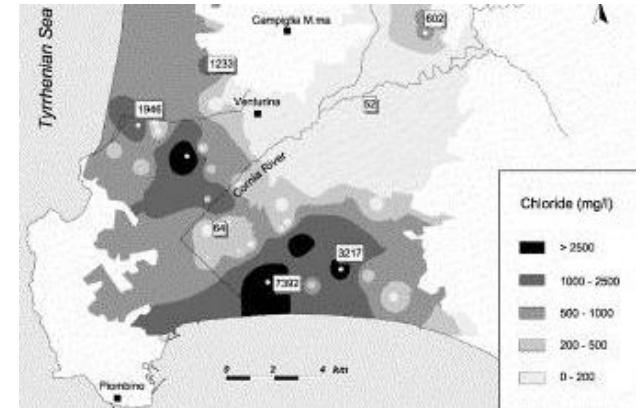 Tyrrhenian Sea
Campiglia M.ma
602
1233
1946
Venturina
52
Cornia River
64
3217
7392
Piombino
0 2 4 km
Chloride (mg/l)
> 2500
1000 - 2500
500 - 1000
200 - 500
0 - 200